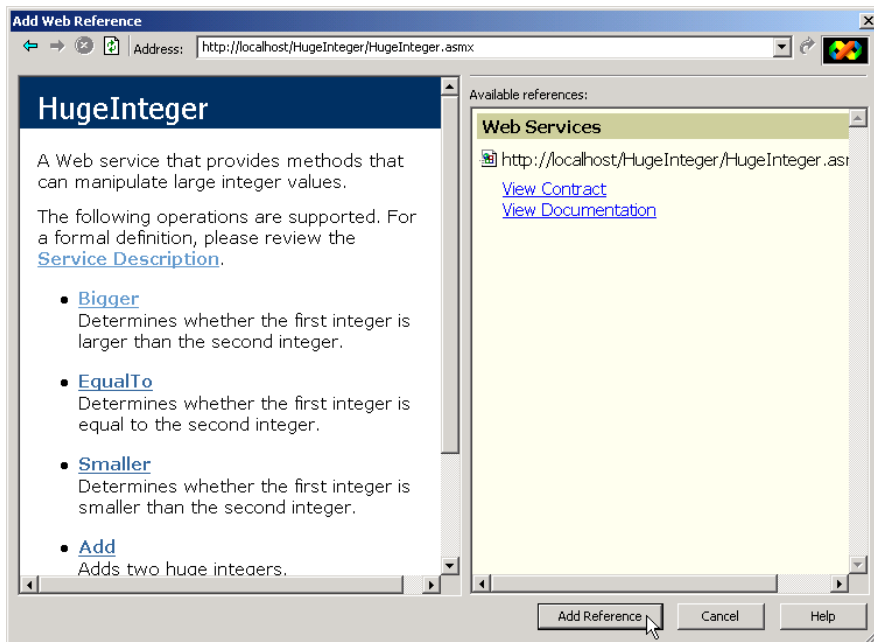 Add Web Reference
Address: http://localhost/HugeInteger/HugeInteger.asmx
HugeInteger
A Web service that provides methods that
can manipulate large integer values.
The following operations are supported. For
a formal definition, please review the
Service Description.
• Bigger
Determines whether the first integer is
larger than the second integer.
• EqualTo
Determines whether the first integer is
equal to the second integer.
• Smaller
Determines whether the first integer is
smaller than the second integer.
• Add
Adds two huge integers.
Available references:
Web Services
http://localhost/HugeInteger/HugeInteger.asm
View Contract
View Documentation
Add Reference
Cancel
Help